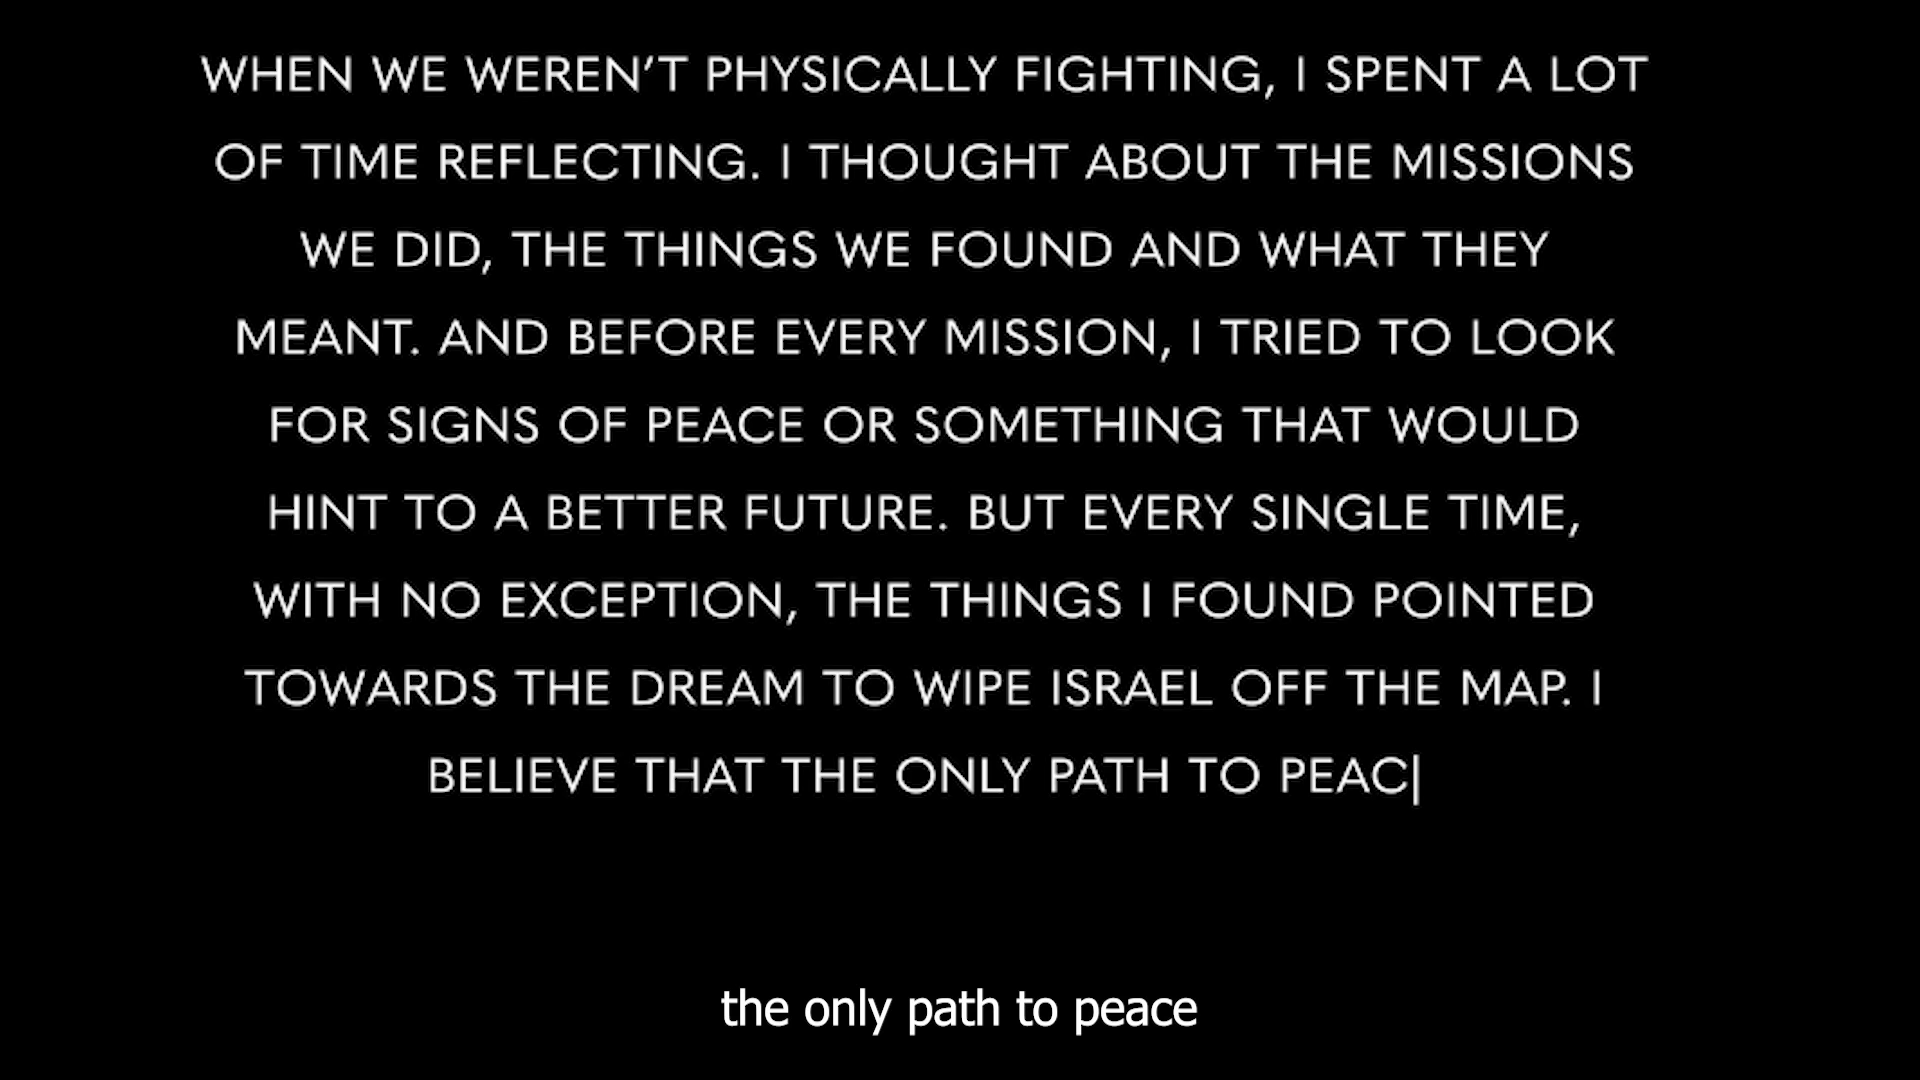 WHEN WE WEREN’T PHYSICALLY FIGHTING, I SPENT A LOT
OF TIME REFLECTING. I THOUGHT ABOUT THE MISSIONS
WE DID, THE THINGS WE FOUND AND WHAT THEY
MEANT. AND BEFORE EVERY MISSION, I TRIED TO LOOK
FOR SIGNS OF PEACE OR SOMETHING THAT WOULD
HINT TO A BETTER FUTURE. BUT EVERY SINGLE TIME,
WITH NO EXCEPTION, THE THINGS I FOUND POINTED
TOWARDS THE DREAM TO WIPE ISRAEL OFF THE MAP. I
BELIEVE THAT THE ONLY PATH TO PEAC|
the only path to peace